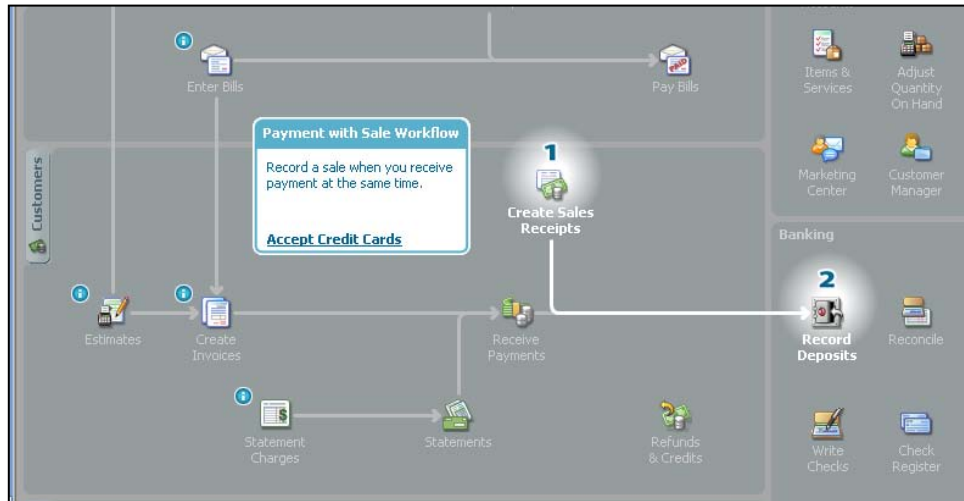 Items &
Services
Adjust
Quantity
On Hand
Enter Bills
Pay Bills
Payment with Sale Workflow
Record a sale when you receive
payment at the same time.
Accept Credit Cards
Customers
1
Create Sales
Receipts
Marketing
Center
Customer
Manager
Banking
2
Record
Deposits
Reconcile
Estimates
Create
Invoices
Receive
Payments
Statement
Charges
Statements
Refunds
& Credits
Write
Checks
Check
Register